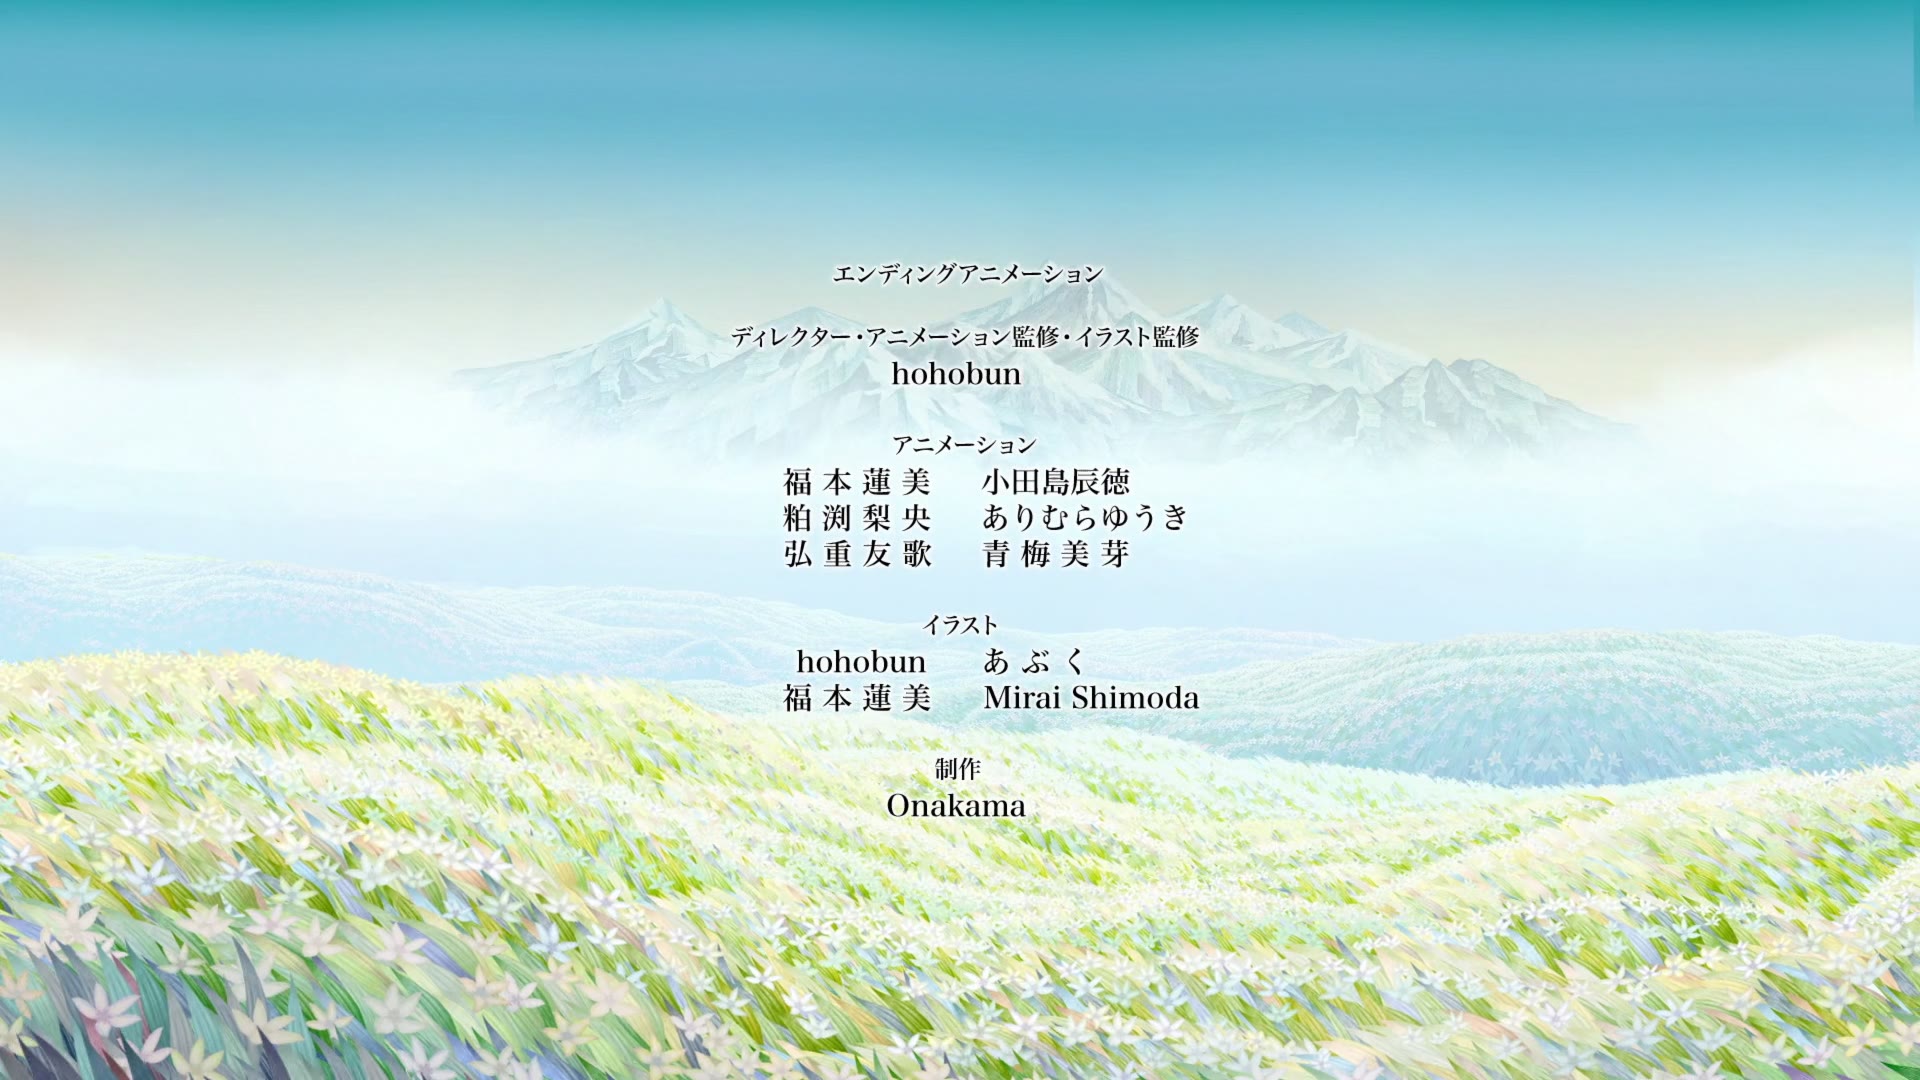 エンディングアニメーション
ディレクター・アニメーション監修・イラスト監修
hohobun
アニメーション
福本蓮美 小田島辰徳
粕渕梨央 ありむらゆうき
弘重友歌 青梅美芽
イラスト
hohobun あぶく
福本蓮美 Mirai Shimoda
制作
Onakama